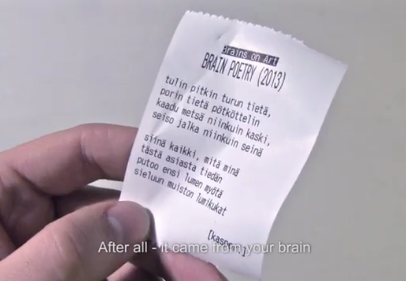 Brains on Art
BRAIN POETRY (2013)
tulin pitkin turun tietä,
porin tietä pötköttelin
kaadu metsä niinkuin kaski,
seiso jalka niinkuin seinä
siinä kaikki, mitä minä
tästä asiasta tiedän
putoo ensi lumen myötä
sieluun muiston lumikukat
After all - it came from your brain